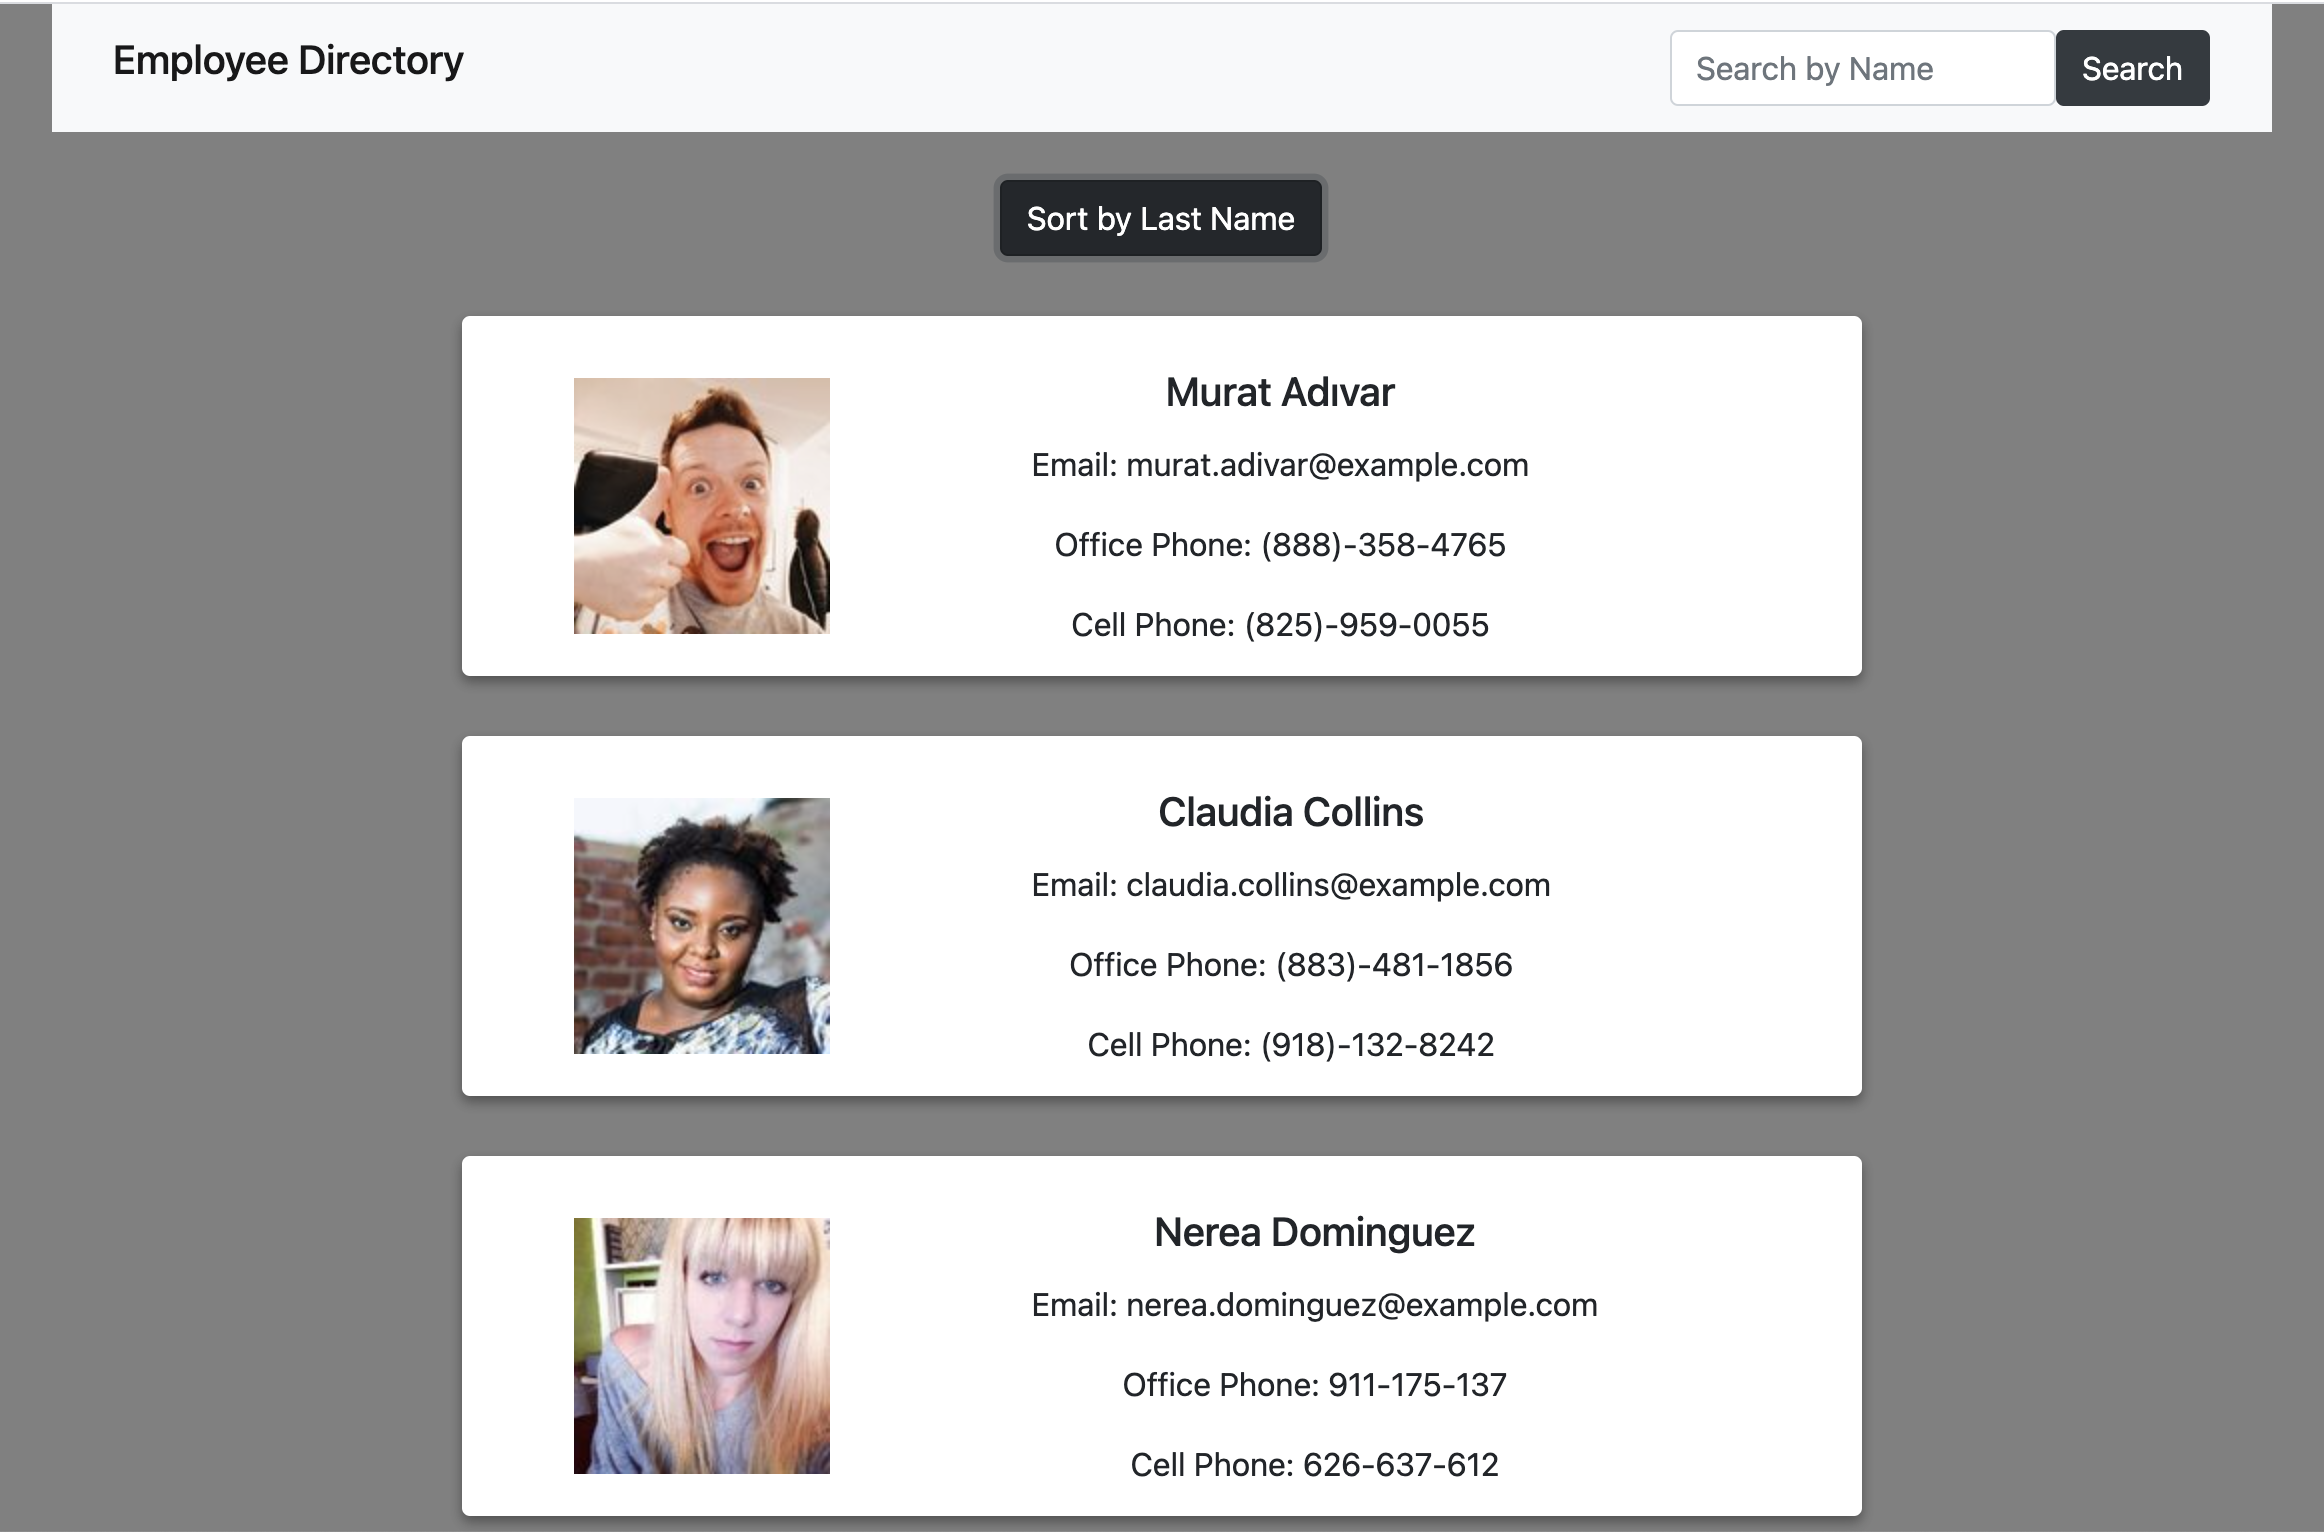 Employee Directory
Search by Name
Search
Sort by Last Name
Murat Adıvar
Email: murat.adivar@example.com
Office Phone: (888)-358-4765
Cell Phone: (825)-959-0055
Claudia Collins
Email: claudia.collins@example.com
Office Phone: (883)-481-1856
Cell Phone: (918)-132-8242
Nerea Dominguez
Email: nerea.dominguez@example.com
Office Phone: 911-175-137
Cell Phone: 626-637-612